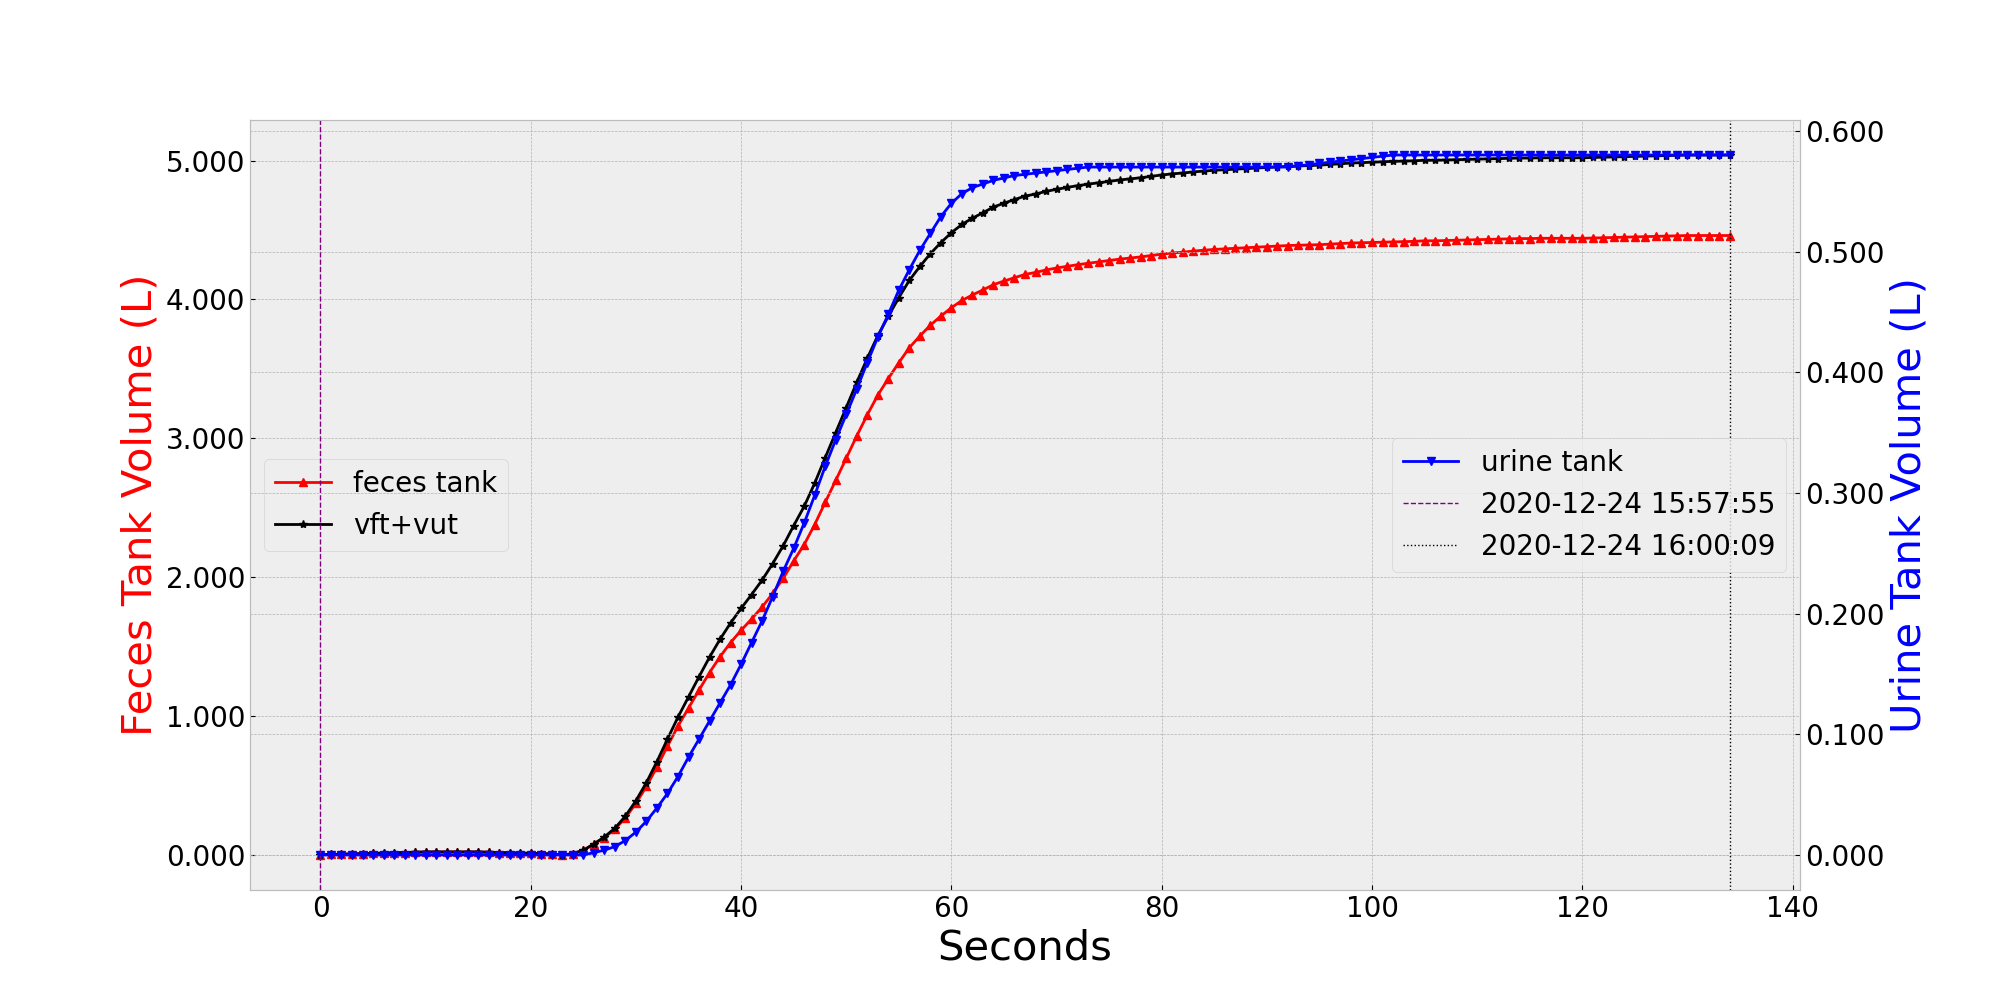 Feces Tank Volume (L)
5.000
4.000
3.000
2.000
1.000
0.000
feces tank
vft+vut
0.600
0.500
0.400
0.300
0.200
0.100
0.000
Urine Tank Volume (L)
urine tank
2020-12-24 15:57:55
2020-12-24 16:00:09
0 20 40 60 80 100 120 140
Seconds